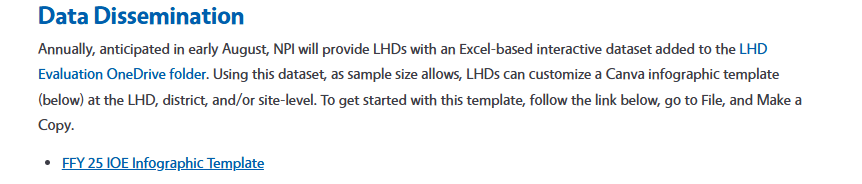 Data Dissemination
Annually, anticipated in early August, NPI will provide LHDs with an Excel-based interactive dataset added to the LHD
Evaluation OneDrive folder. Using this dataset, as sample size allows, LHDs can customize a Canva infographic template
(below) at the LHD, district, and/or site-level. To get started with this template, follow the link below, go to File, and Make a
Copy.
• FFY 25 IOE Infographic Template